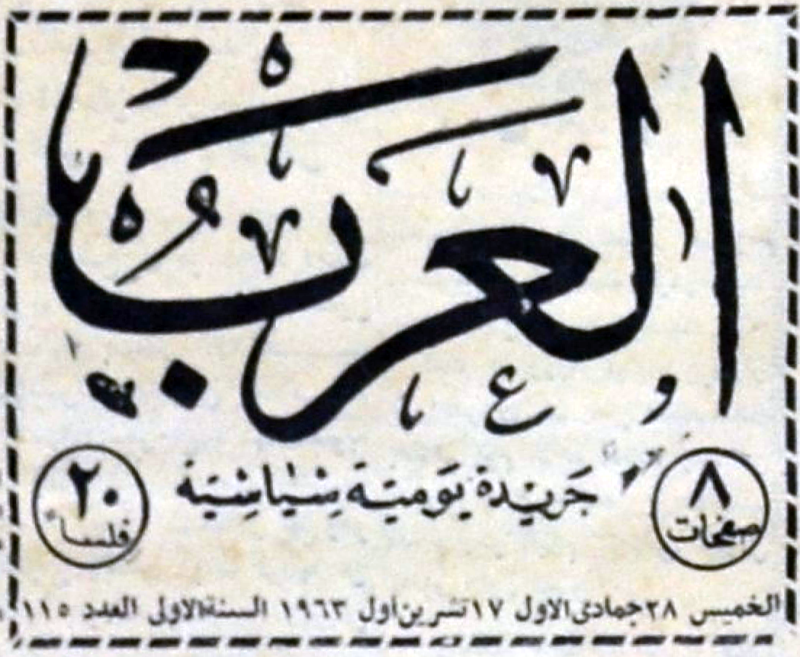 العرب
٨ صفحات
جريدة يومية سياسية
٢٠ فلسا
الخميس ٢٨ جمادى الاول ١٧ تشرين اول ١٩٦٣ السنة الاولى العدد ١١٥